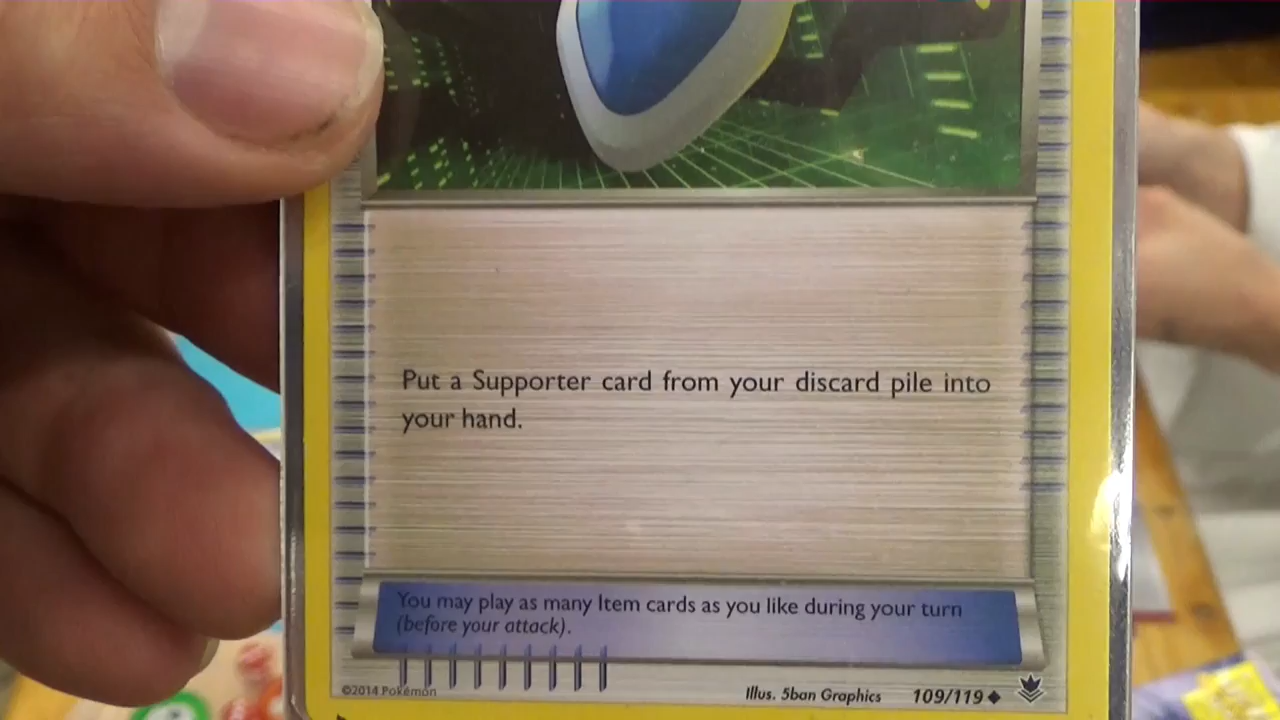 Put a Supporter card from your discard pile into
your hand.
You may play as many Item cards as you like during your turn
(before your attack).
©2014 Pokémon
Illus. 5ban Graphics
109/119